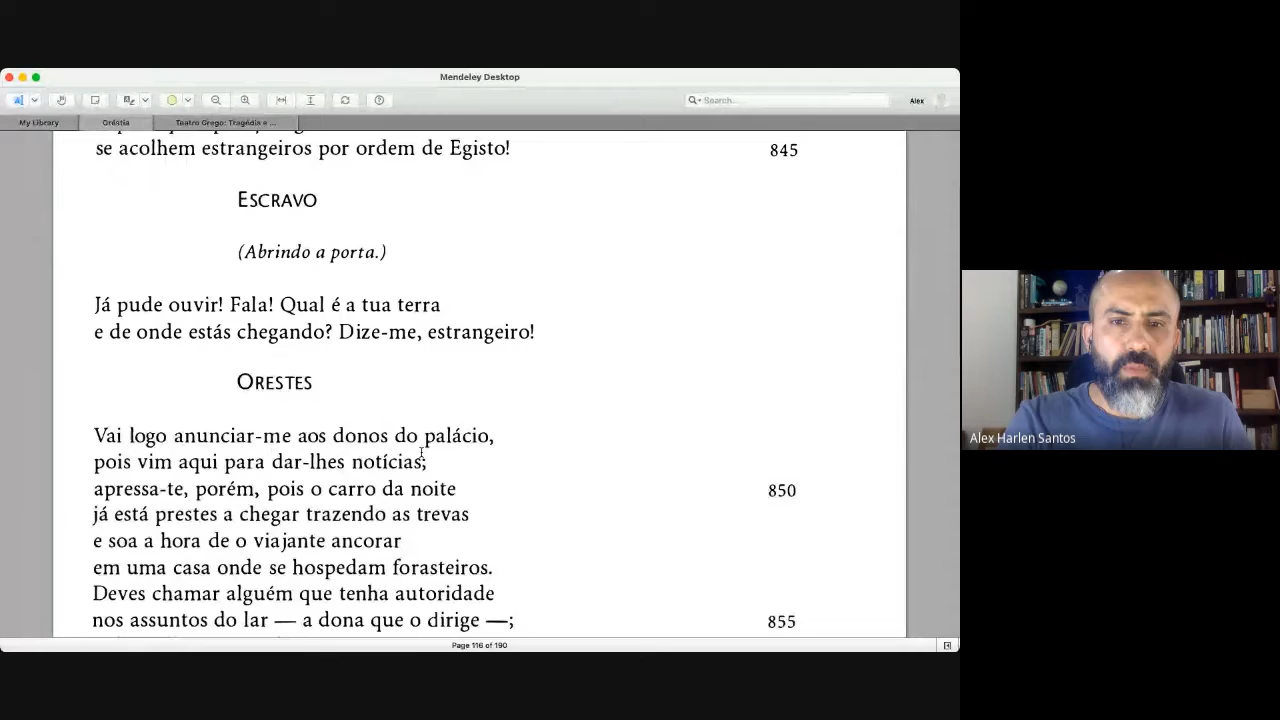 Mendeley Desktop
Search...
Alex
My Library
Oréstia
Teatro Grego: Tragédia e ...
se acolhem estrangeiros por ordem de Egisto! 845
ESCRAVO
(Abrindo a porta.)
Já pude ouvir! Fala! Qual é a tua terra
e de onde estás chegando? Dize-me, estrangeiro!
ORESTES
Vai logo anunciar-me aos donos do palácio,
pois vim aqui para dar-lhes notícias;
apressa-te, porém, pois o carro da noite 850
já está prestes a chegar trazendo as trevas
e soa a hora de o viajante ancorar
em uma casa onde se hospedam forasteiros.
Deves chamar alguém que tenha autoridade
nos assuntos do lar — a dona que o dirige —; 855
Page 116 of 190
Alex Harlen Santos